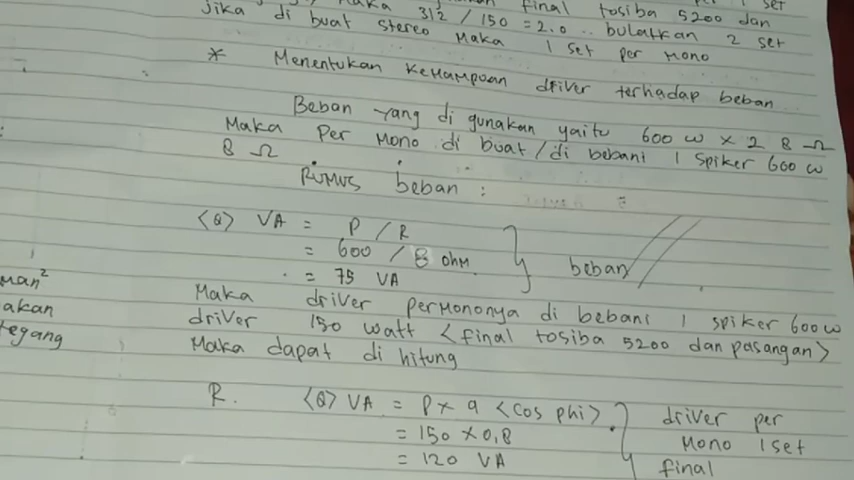 final tosiba 5200 dan
Maka 312 / 150 = 2.0 .. bulatkan 2 set
jika di buat stereo Maka 1 set per Mono
* Menentukan Kemampuan driver terhadap beban
Beban yang di gunakan yaitu 600 w x 2 8 Ω
Maka Per Mono di buat / di bebani 1 spiker 600 w
8 Ω
RUMUS beban :
<Q> VA = P / R
= 600 / 8 ohm
= 75 VA
beban
Maka driver permononya di bebani 1 spiker 600 w
driver 150 watt < final tosiba 5200 dan pasangan >
Maka dapat di hitung
man²
akan
tegang
R. <Q> VA = P x a <cos phi>.
= 150 x 0,8
= 120 VA
driver per
Mono 1 set
final